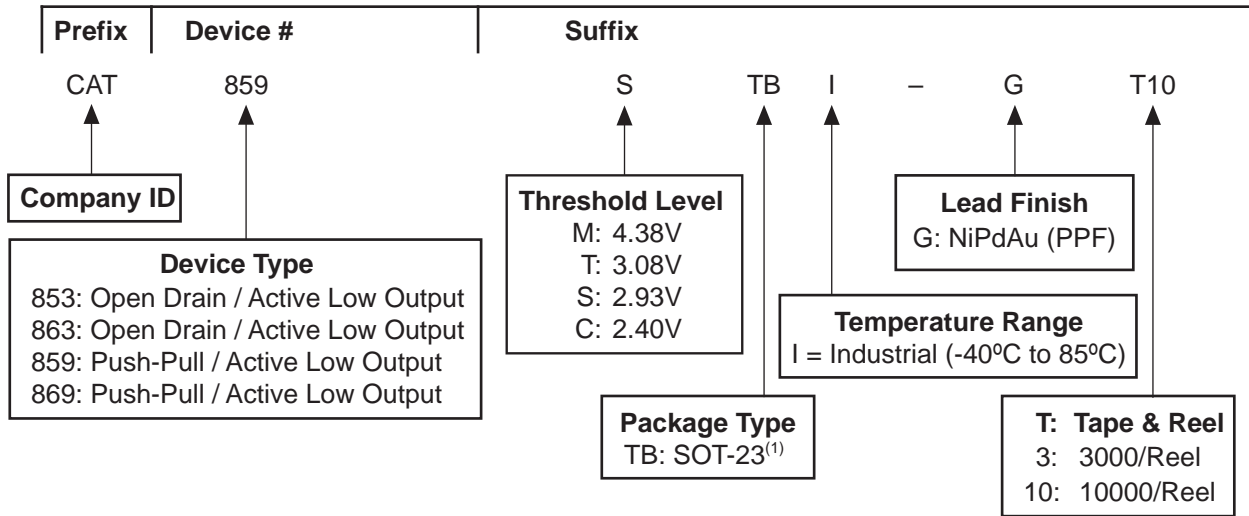 Prefix Device # Suffix
CAT 859 S TB I – G T10
Company ID
Device Type
853: Open Drain / Active Low Output
863: Open Drain / Active Low Output
859: Push-Pull / Active Low Output
869: Push-Pull / Active Low Output
Threshold Level
M: 4.38V
T: 3.08V
S: 2.93V
C: 2.40V
Package Type
TB: SOT-23(1)
Temperature Range
I = Industrial (-40ºC to 85ºC)
Lead Finish
G: NiPdAu (PPF)
T: Tape & Reel
3: 3000/Reel
10: 10000/Reel